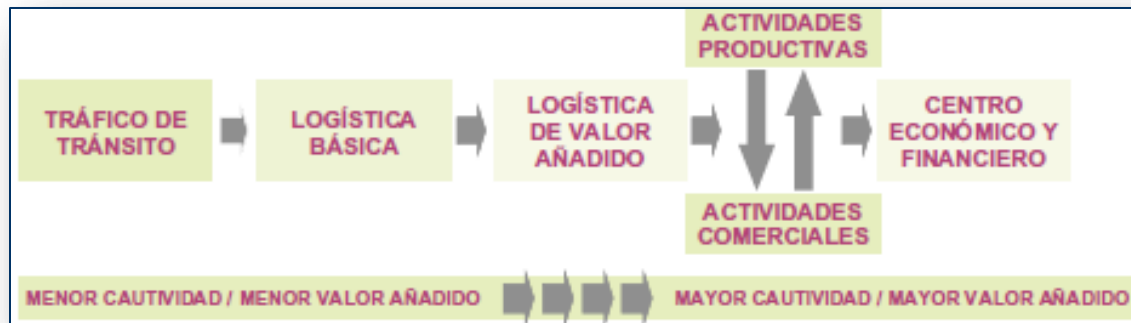 TRÁFICO DE
TRÁNSITO
LOGÍSTICA
BÁSICA
LOGÍSTICA
DE VALOR
AÑADIDO
ACTIVIDADES
PRODUCTIVAS
ACTIVIDADES
COMERCIALES
CENTRO
ECONÓMICO Y
FINANCIERO
MENOR CAUTIVIDAD / MENOR VALOR AÑADIDO
MAYOR CAUTIVIDAD / MAYOR VALOR AÑADIDO